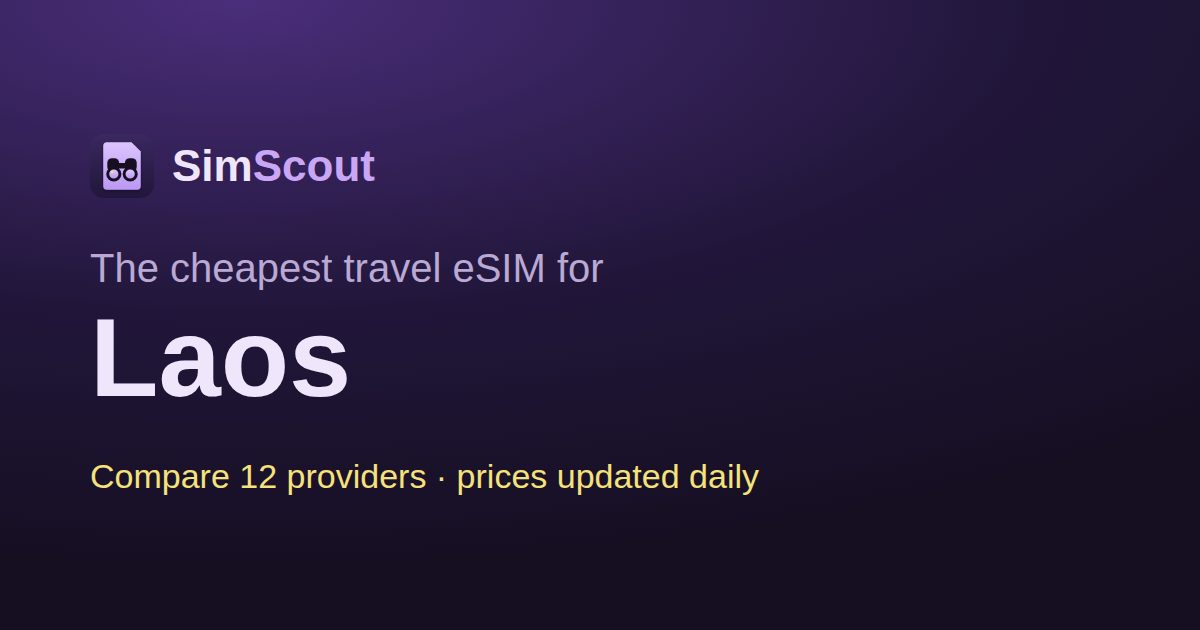 SimScout
The cheapest travel eSIM for
Laos
Compare 12 providers · prices updated daily